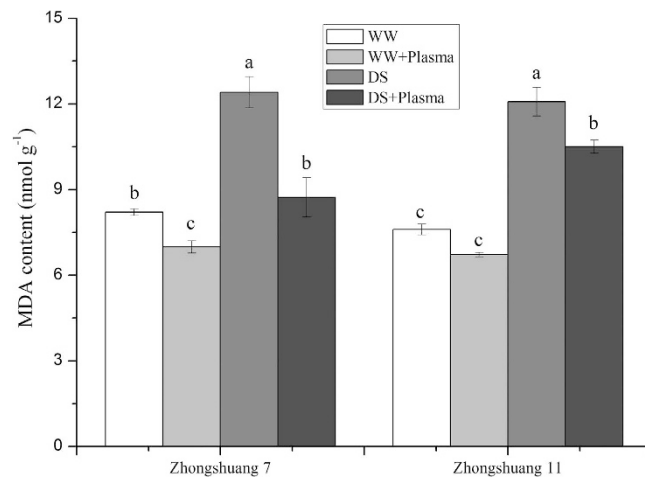 15
12
9
6
3
0
MDA content (nmol g⁻¹)
WW
WW+Plasma
DS
DS+Plasma
b
c
a
b
c
c
a
b
Zhongshuang 7
Zhongshuang 11